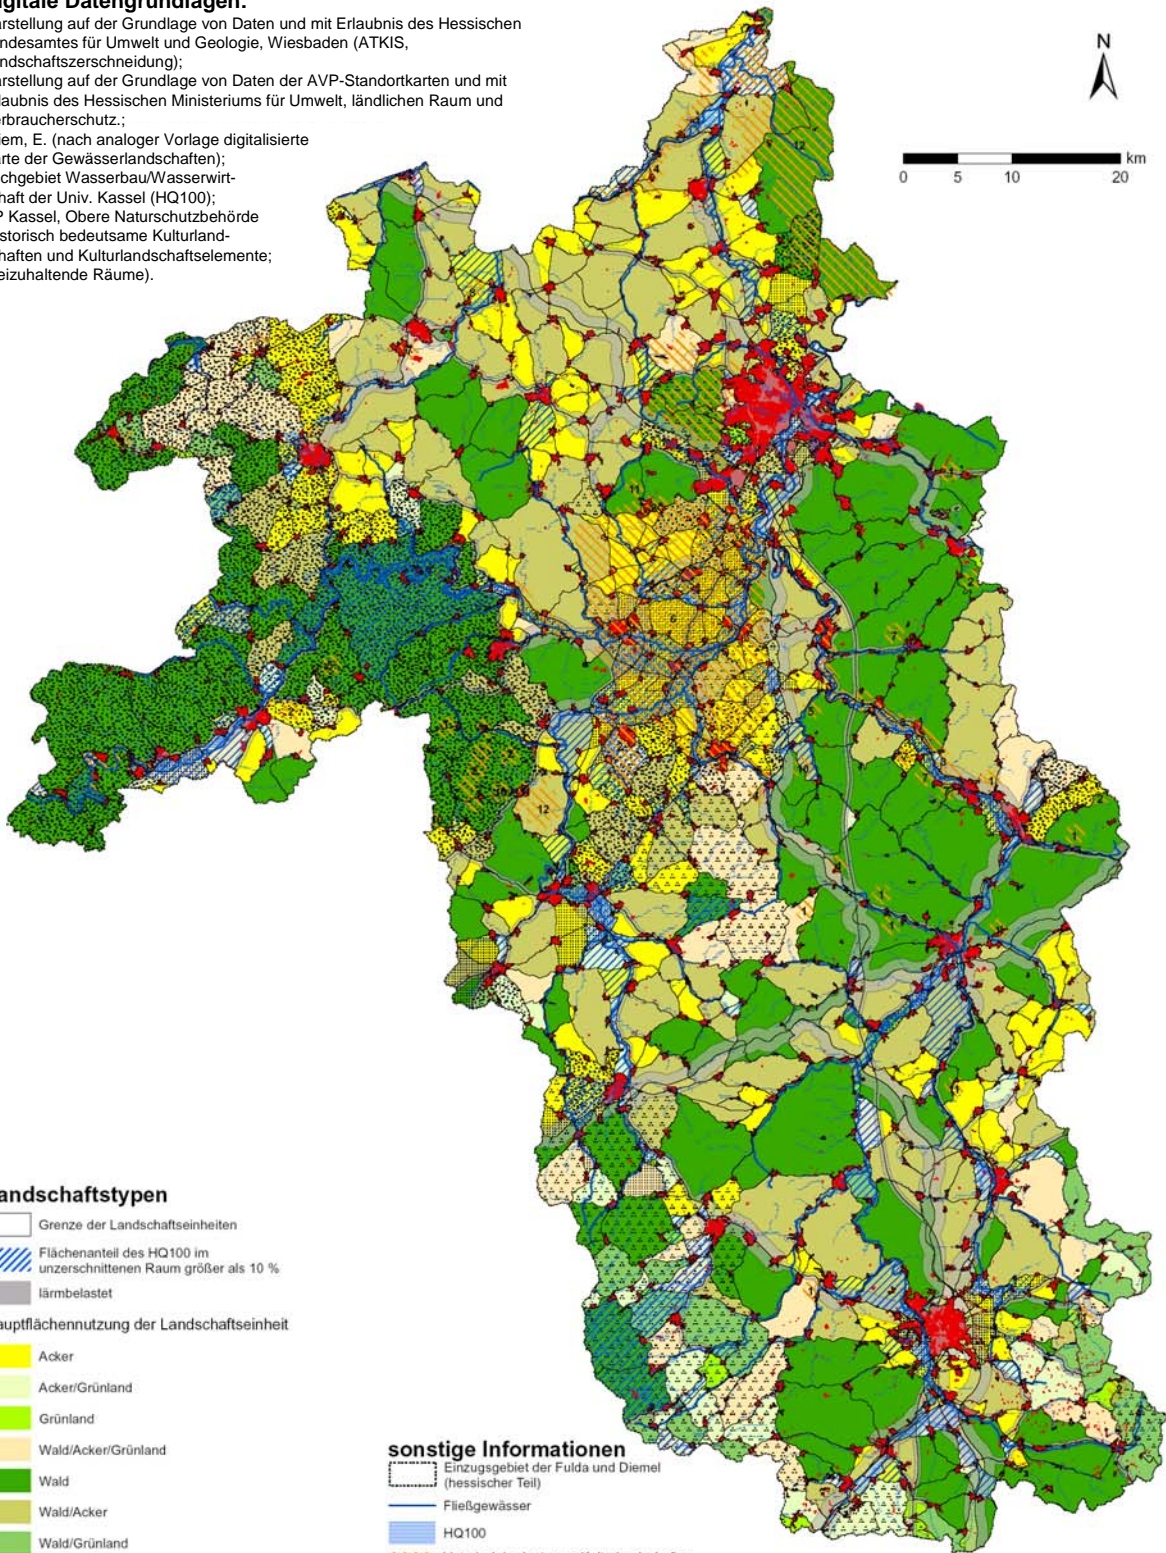 igitale Datengrundlagen:
arstellung auf der Grundlage von Daten und mit Erlaubnis des Hessischen
ndesamtes für Umwelt und Geologie, Wiesbaden (ATKIS,
ndschaftszerschneidung);
arstellung auf der Grundlage von Daten der AVP-Standortkarten und mit
laubnis des Hessischen Ministeriums für Umwelt, ländlichen Raum und
erbraucherschutz.;
iem, E. (nach analoger Vorlage digitalisierte
arte der Gewässerlandschaften);
chgebiet Wasserbau/Wasserwirt-
haft der Univ. Kassel (HQ100);
P Kassel, Obere Naturschutzbehörde
storisch bedeutsame Kulturland-
haften und Kulturlandschaftselemente;
eizuhaltende Räume).
N
km
0 5 10 20
12
12
andschaftstypen
Grenze der Landschaftseinheiten
Flächenanteil des HQ100 im
unzerschnittenen Raum größer als 10 %
lärmbelastet
auptflächennutzung der Landschaftseinheit
Acker
Acker/Grünland
Grünland
Wald/Acker/Grünland
Wald
Wald/Acker
Wald/Grünland
sonstige Informationen
Einzugsgebiet der Fulda und Diemel
(hessischer Teil)
Fließgewässer
HQ100